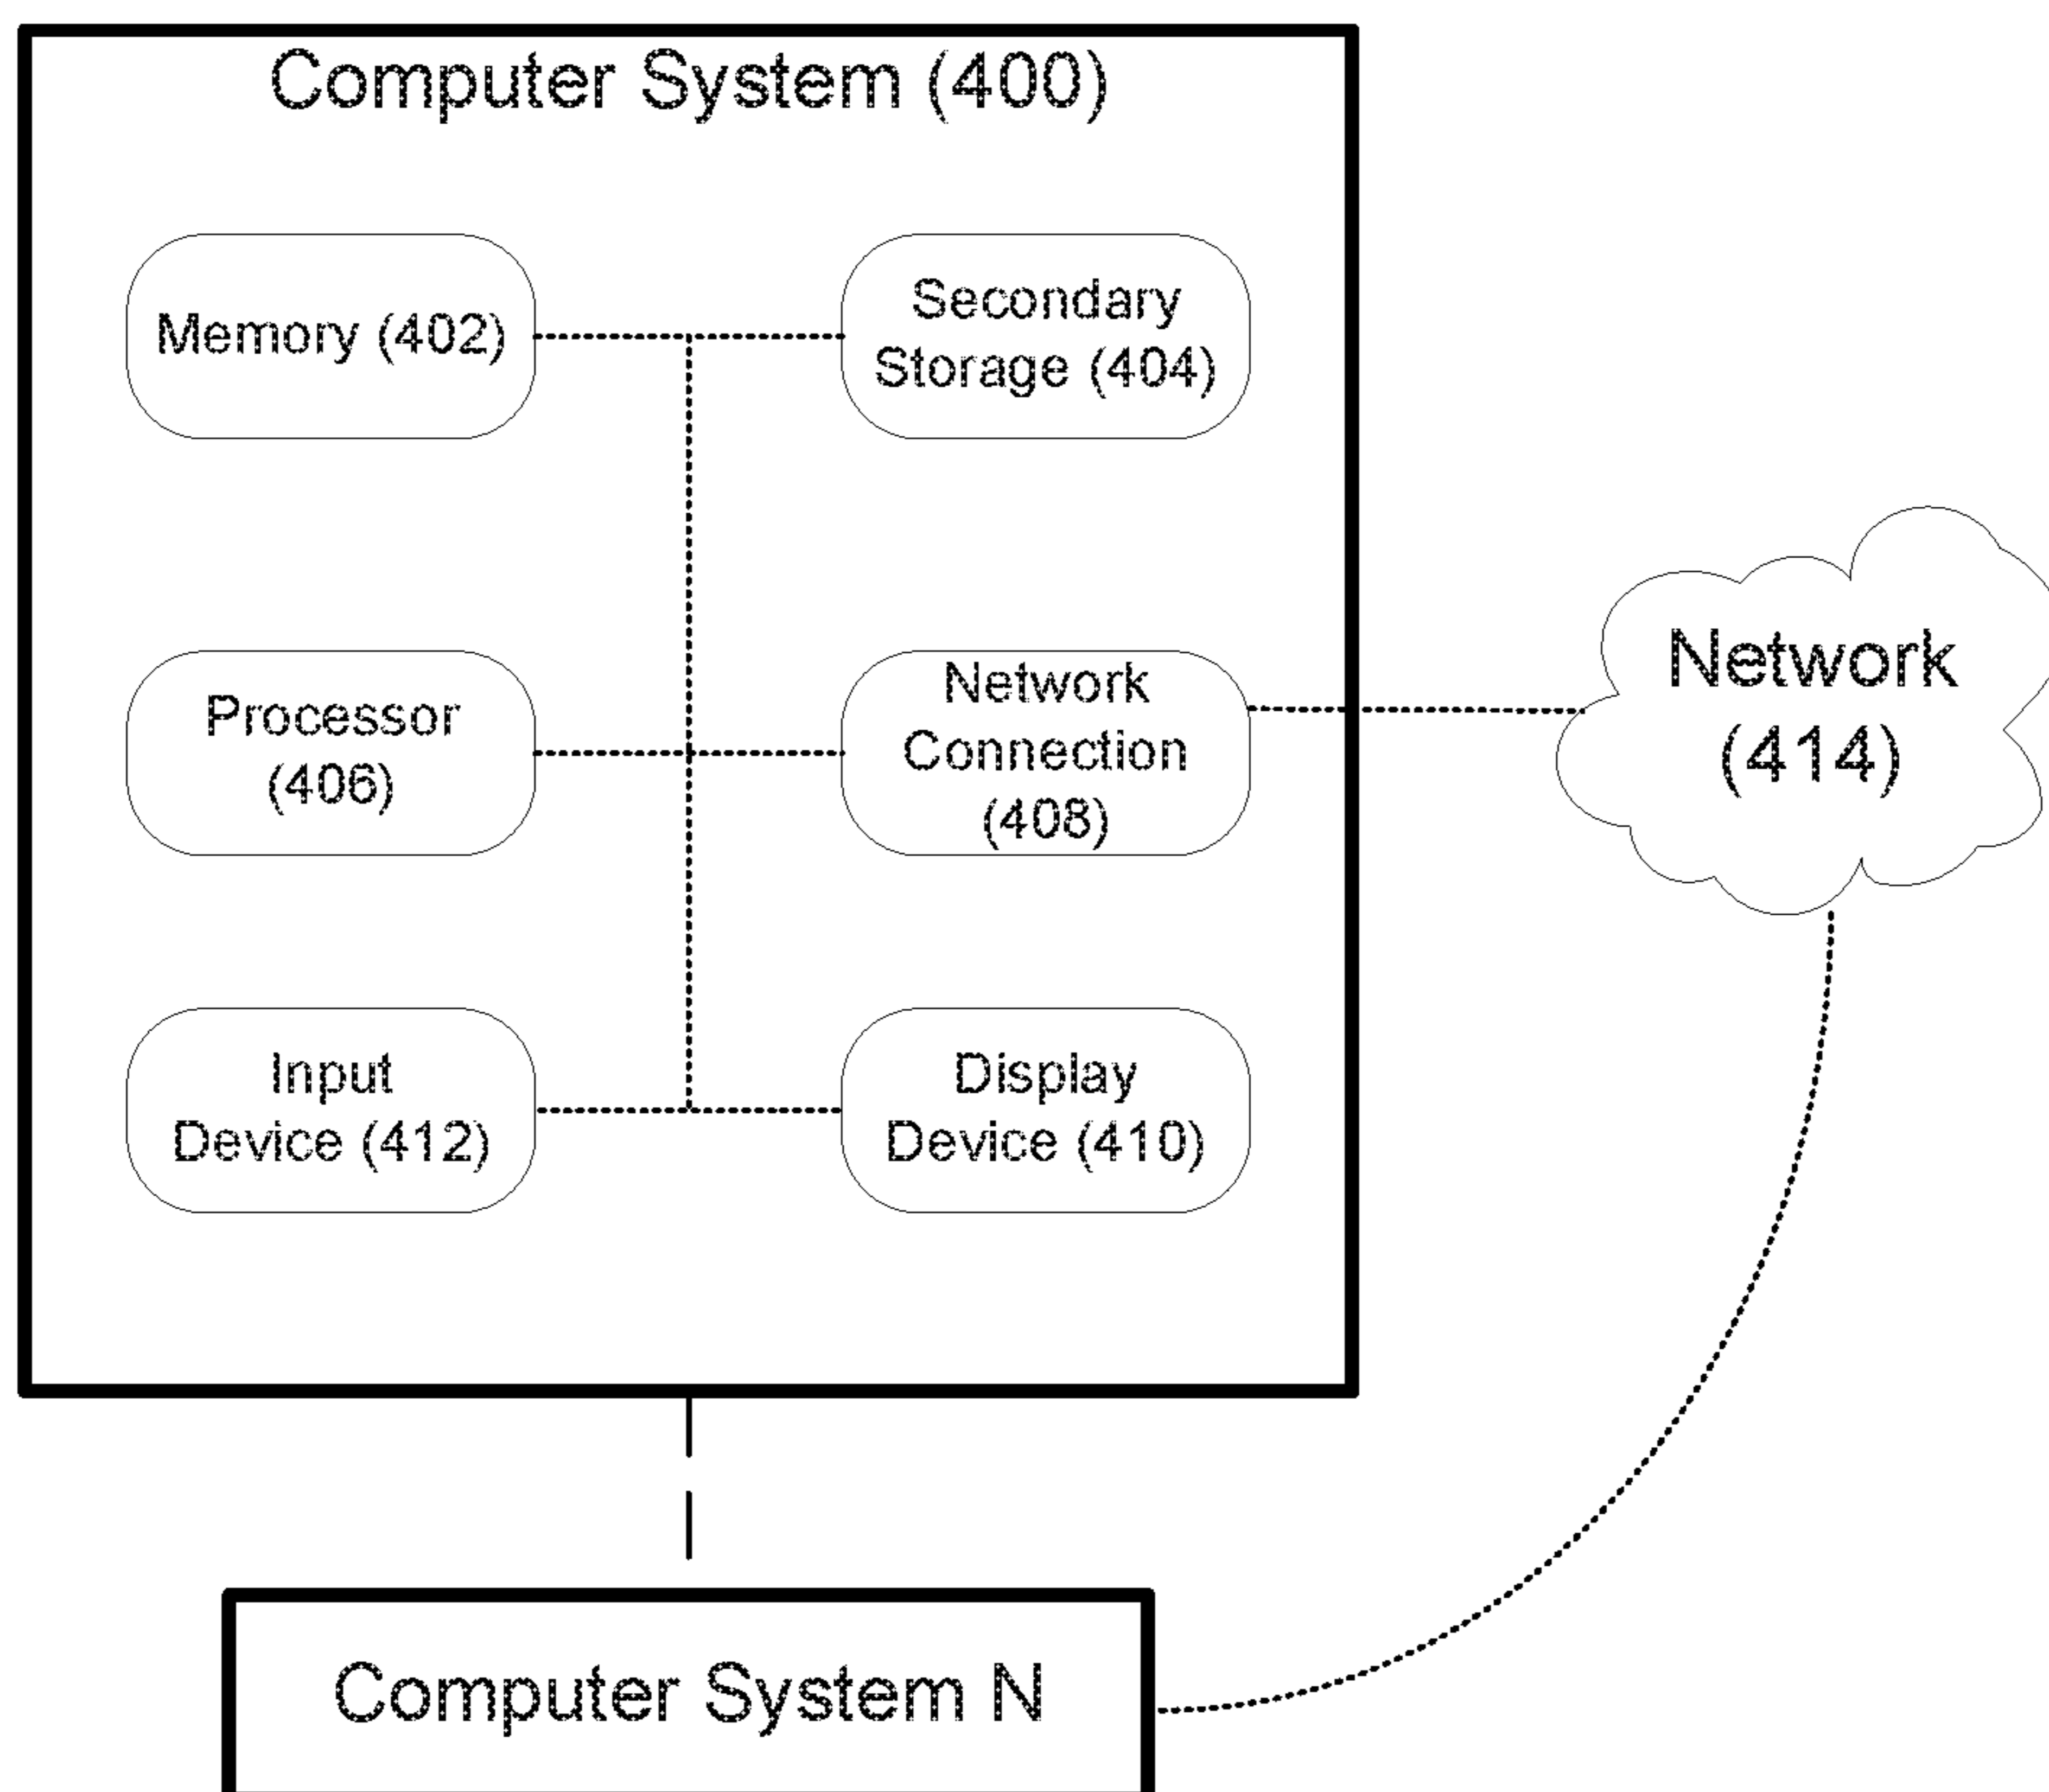 Computer System (400)
Memory (402)
Secondary
Storage (404)
Processor
(406)
Network
Connection
(408)
Network
(414)
Input
Device (412)
Display
Device (410)
Computer System N